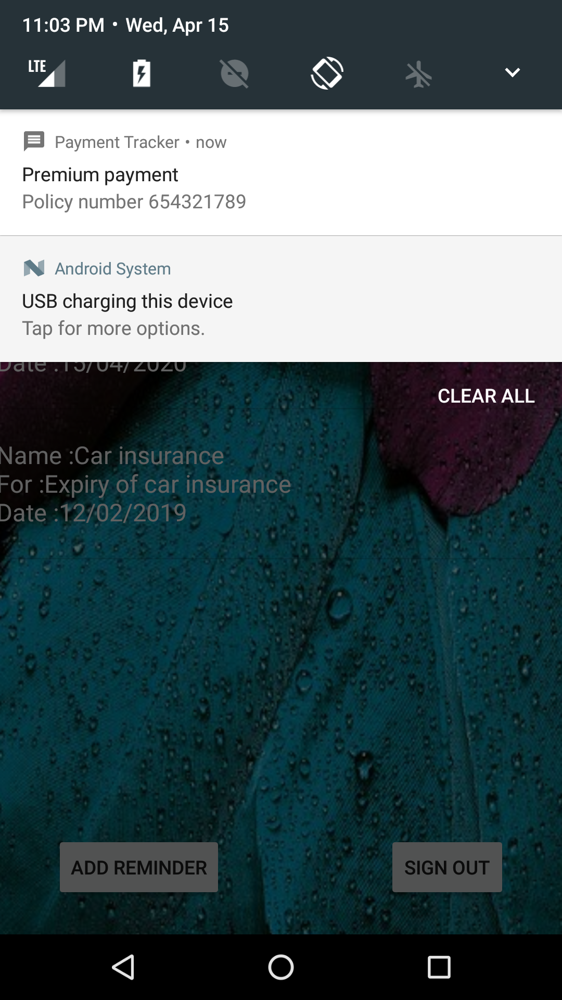 11:03 PM • Wed, Apr 15
LTE
Payment Tracker • now
Premium payment
Policy number 654321789
Android System
USB charging this device
Tap for more options.
Date :15/04/2020
CLEAR ALL
Name :Car insurance
For :Expiry of car insurance
Date :12/02/2019
ADD REMINDER
SIGN OUT